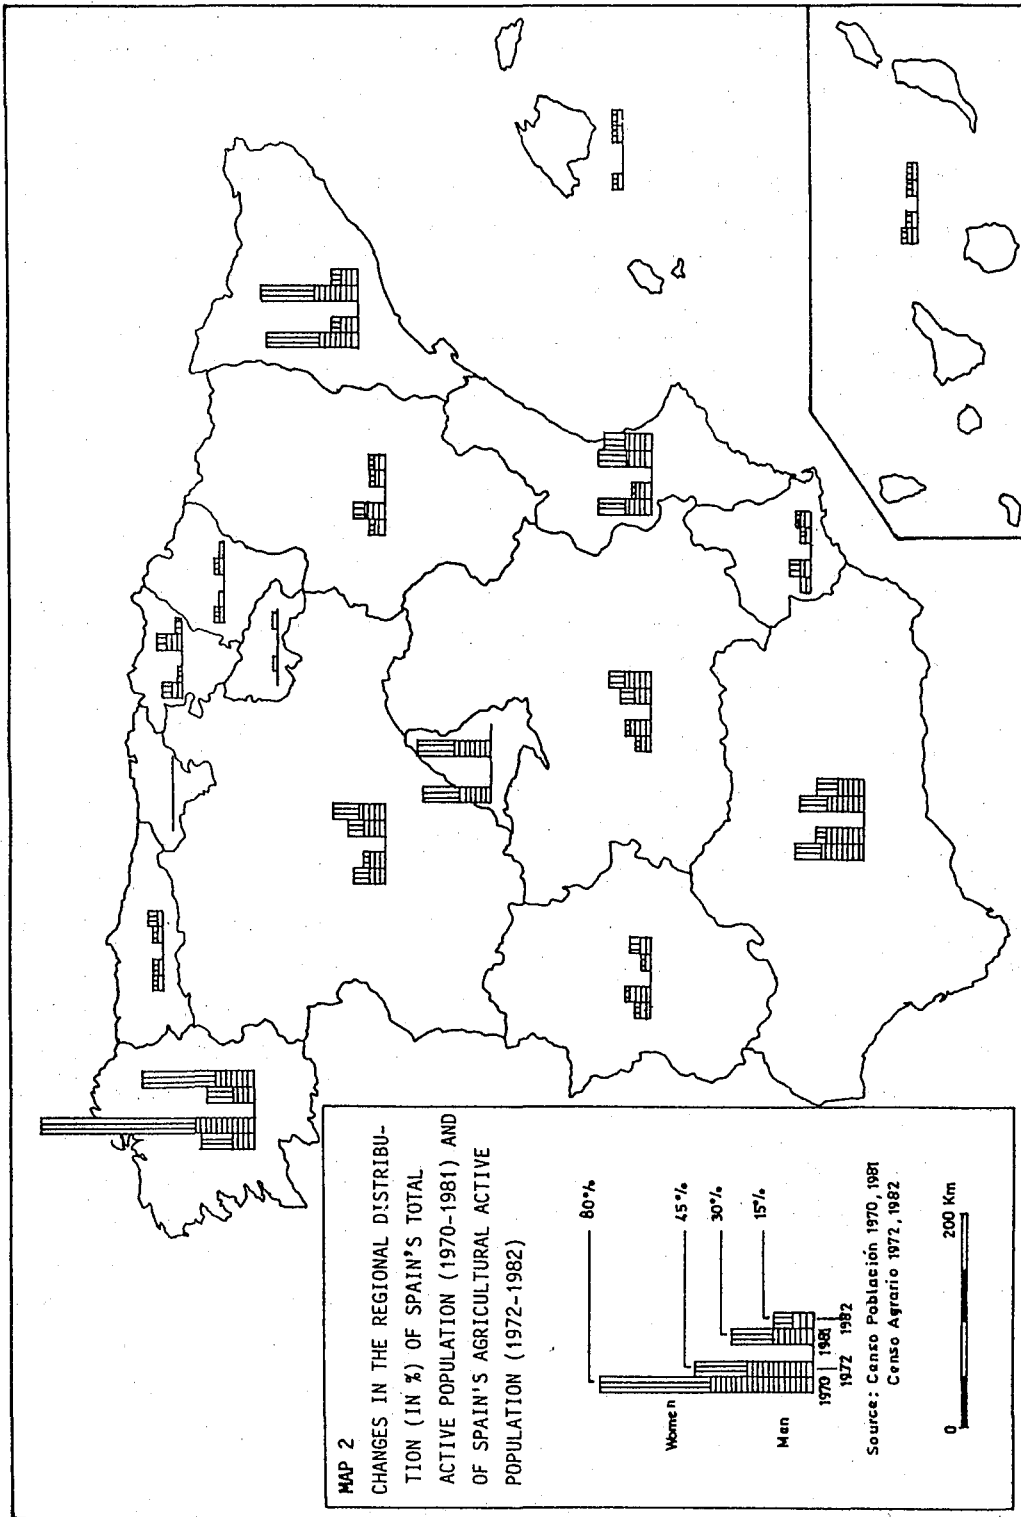 MAP 2
CHANGES IN THE REGIONAL DISTRIBU-
TION (IN %) OF SPAIN'S TOTAL
ACTIVE POPULATION (1970-1981) AND
OF SPAIN'S AGRICULTURAL ACTIVE
POPULATION (1972-1982)
80%
45%
30%
15%
Women
Men
1970 1981
1972 1982
Source: Censo Población 1970, 1981
Censo Agrario 1972, 1982
0 200 Km